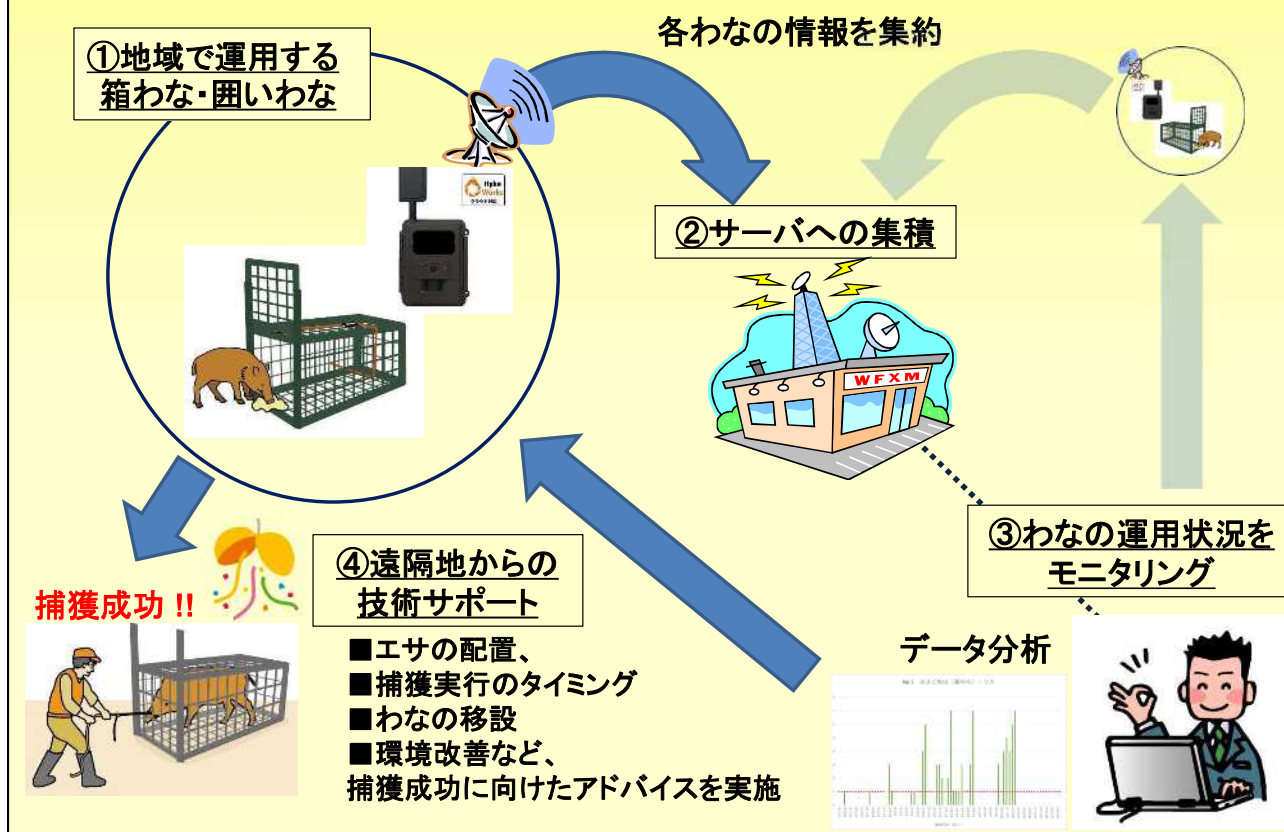 各わなの情報を集約
①地域で運用する
箱わな・囲いわな
Works
②サーバへの集積
WFXM
③わなの運用状況を
モニタリング
④遠隔地からの
技術サポート
■エサの配置、
■捕獲実行のタイミング
■わなの移設
■環境改善など、
捕獲成功に向けたアドバイスを実施
捕獲成功 !!
データ分析